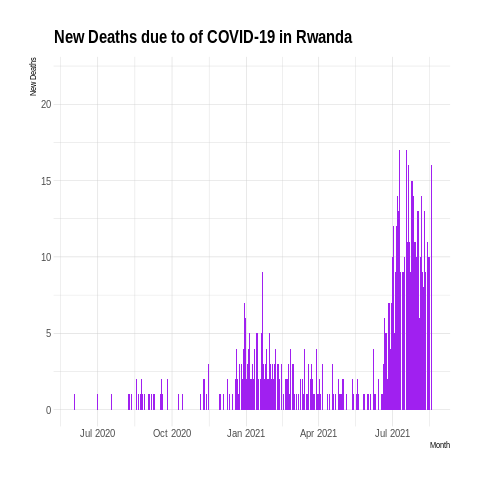 New Deaths due to of COVID-19 in Rwanda
New Deaths
20
15
10
5
0
Jul 2020
Oct 2020
Jan 2021
Apr 2021
Jul 2021
Month